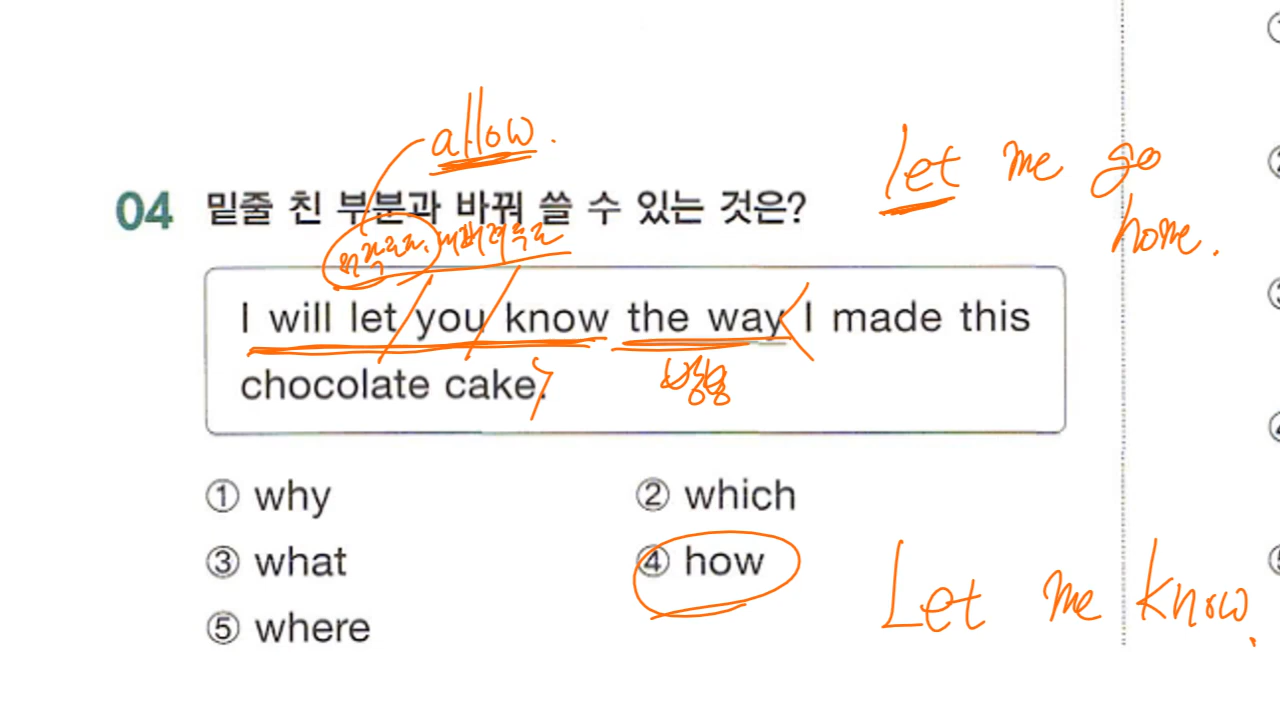 allow.
let me go
home.
04 밑줄 친 부분과 바꿔 쓸 수 있는 것은?
I will let you know the way I made this
chocolate cake.
방법
① why
② which
③ what
④ how
⑤ where
Let me know.